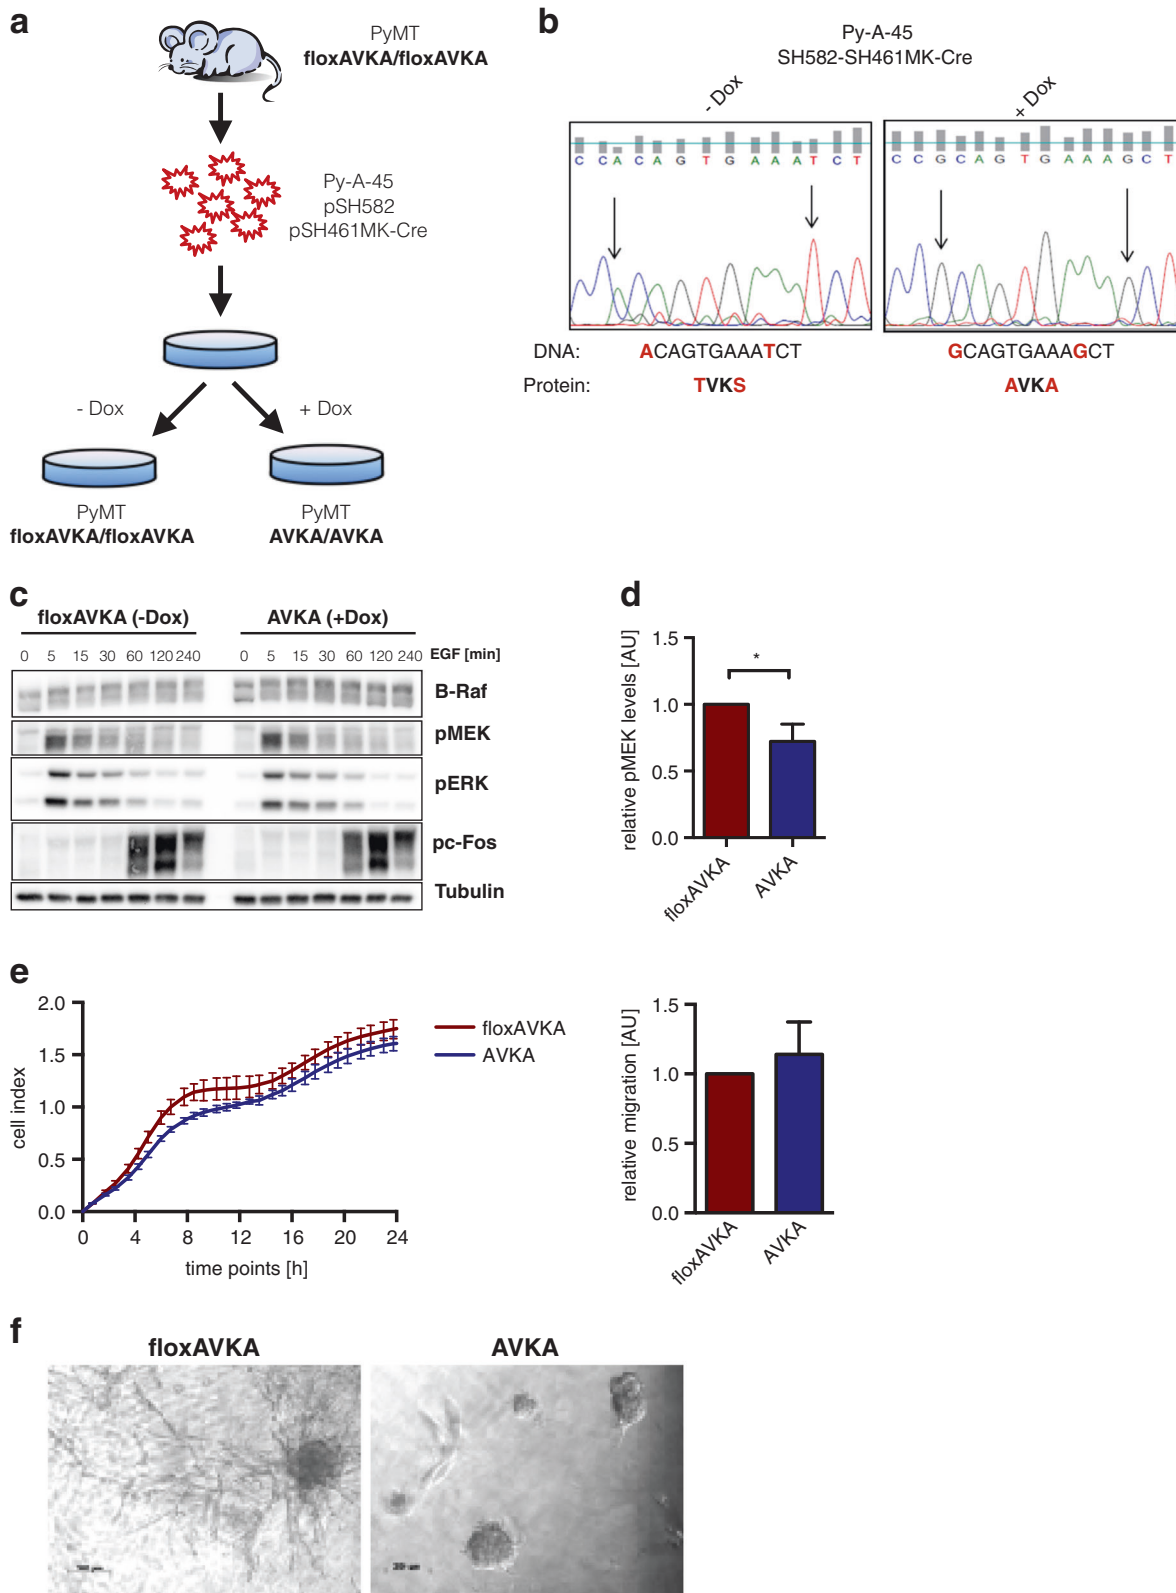 a
PyMT
floxAVKA/floxAVKA
Py-A-45
pSH582
pSH461MK-Cre
- Dox
+ Dox
PyMT
floxAVKA/floxAVKA
PyMT
AVKA/AVKA
b
Py-A-45
SH582-SH461MK-Cre
- Dox
+ Dox
C C A C A G T G A A A T C T
C C G C A G T G A A A G C T
DNA:
ACAGTGAAATCT
GCAGTGAAAGCT
Protein:
TVKS
AVKA
c
floxAVKA (-Dox)
AVKA (+Dox)
0 5 15 30 60 120 240
0 5 15 30 60 120 240
EGF [min]
B-Raf
pMEK
pERK
pc-Fos
Tubulin
d
relative pMEK levels [AU]
1.5
1.0
0.5
0.0
*
floxAVKA
AVKA
e
cell index
2.0
1.5
1.0
0.5
0.0
0 4 8 12 16 20 24
time points [h]
floxAVKA
AVKA
relative migration [AU]
1.5
1.0
0.5
0.0
floxAVKA
AVKA
f
floxAVKA
AVKA